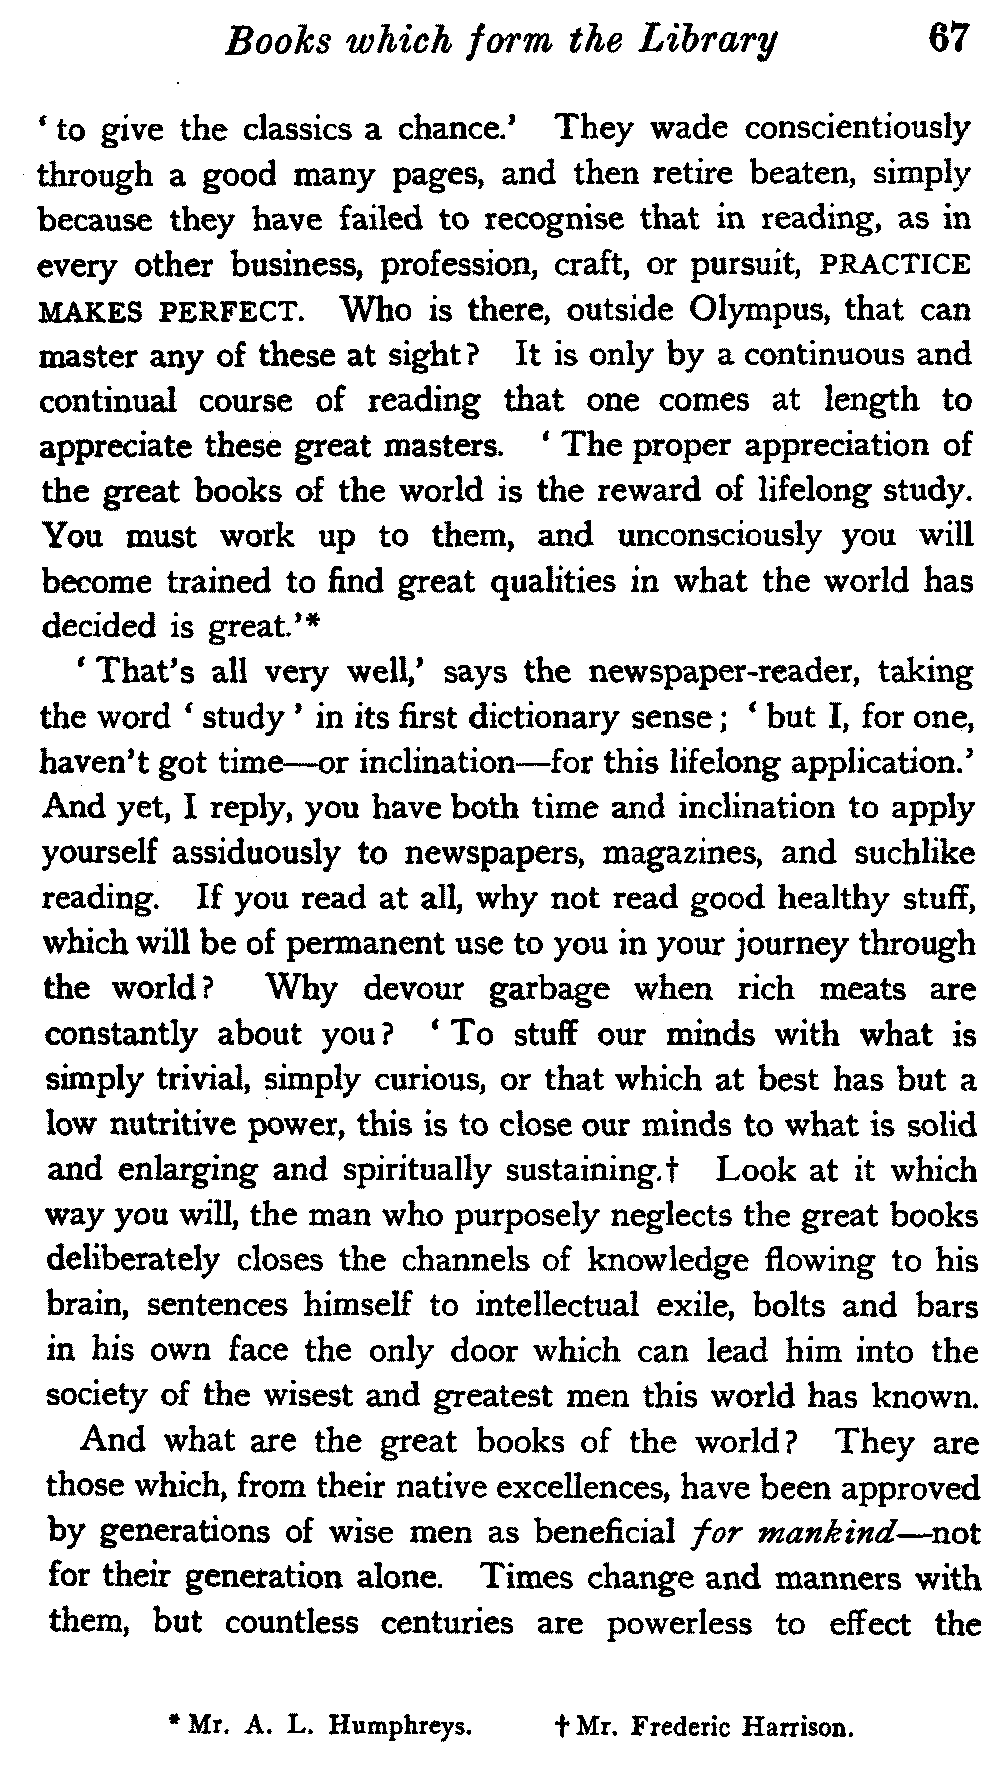 Books which form the Library 67
‘ to give the classics a chance.’ They wade conscientiously
through a good many pages, and then retire beaten, simply
because they have failed to recognise that in reading, as in
every other business, profession, craft, or pursuit, PRACTICE
MAKES PERFECT. Who is there, outside Olympus, that can
master any of these at sight? It is only by a continuous and
continual course of reading that one comes at length to
appreciate these great masters. ‘ The proper appreciation of
the great books of the world is the reward of lifelong study.
You must work up to them, and unconsciously you will
become trained to find great qualities in what the world has
decided is great.’*
‘ That’s all very well,’ says the newspaper-reader, taking
the word ‘ study ’ in its first dictionary sense ; ‘ but I, for one,
haven’t got time—or inclination—for this lifelong application.’
And yet, I reply, you have both time and inclination to apply
yourself assiduously to newspapers, magazines, and suchlike
reading. If you read at all, why not read good healthy stuff,
which will be of permanent use to you in your journey through
the world? Why devour garbage when rich meats are
constantly about you? ‘ To stuff our minds with what is
simply trivial, simply curious, or that which at best has but a
low nutritive power, this is to close our minds to what is solid
and enlarging and spiritually sustaining.† Look at it which
way you will, the man who purposely neglects the great books
deliberately closes the channels of knowledge flowing to his
brain, sentences himself to intellectual exile, bolts and bars
in his own face the only door which can lead him into the
society of the wisest and greatest men this world has known.
And what are the great books of the world? They are
those which, from their native excellences, have been approved
by generations of wise men as beneficial for mankind—not
for their generation alone. Times change and manners with
them, but countless centuries are powerless to effect the
* Mr. A. L. Humphreys. † Mr. Frederic Harrison.